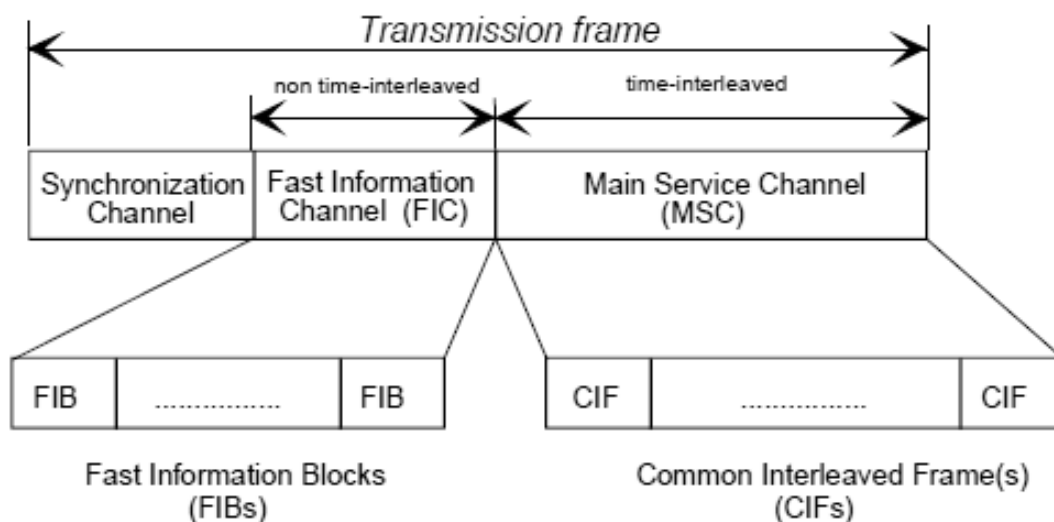 Transmission frame
non time-interleaved
time-interleaved
Synchronization
Channel
Fast Information
Channel (FIC)
Main Service Channel
(MSC)
FIB
................
FIB
CIF
................
CIF
Fast Information Blocks
(FIBs)
Common Interleaved Frame(s)
(CIFs)